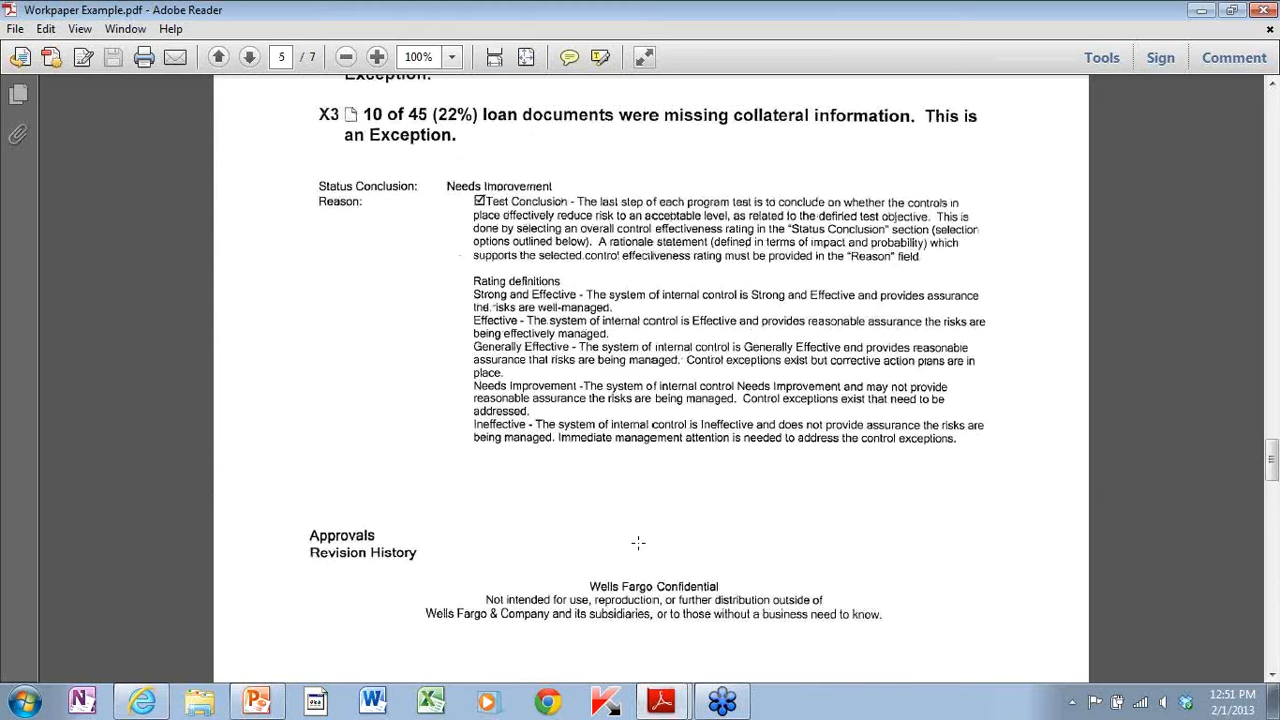 Workpaper Example.pdf - Adobe Reader
File Edit View Window Help
5 / 7 100% Tools Sign Comment
Exception.
X3 10 of 45 (22%) loan documents were missing collateral information. This is
an Exception.
Status Conclusion: Needs Improvement
Reason: Test Conclusion - The last step of each program test is to conclude on whether the controls in
place effectively reduce risk to an acceptable level, as related to the defined test objective. This is
done by selecting an overall control effectiveness rating in the "Status Conclusion" section (selection
options outlined below). A rationale statement (defined in terms of impact and probability) which
supports the selected control effectiveness rating must be provided in the "Reason" field
Rating definitions
Strong and Effective - The system of internal control is Strong and Effective and provides assurance
the risks are well-managed.
Effective - The system of internal control is Effective and provides reasonable assurance the risks are
being effectively managed.
Generally Effective - The system of internal control is Generally Effective and provides reasonable
assurance that risks are being managed. Control exceptions exist but corrective action plans are in
place.
Needs Improvement -The system of internal control Needs Improvement and may not provide
reasonable assurance the risks are being managed. Control exceptions exist that need to be
addressed.
Ineffective - The system of internal control is Ineffective and does not provide assurance the risks are
being managed. Immediate management attention is needed to address the control exceptions.
Approvals
Revision History
Wells Fargo Confidential
Not intended for use, reproduction, or further distribution outside of
Wells Fargo & Company and its subsidiaries, or to those without a business need to know.
12:51 PM
2/1/2013